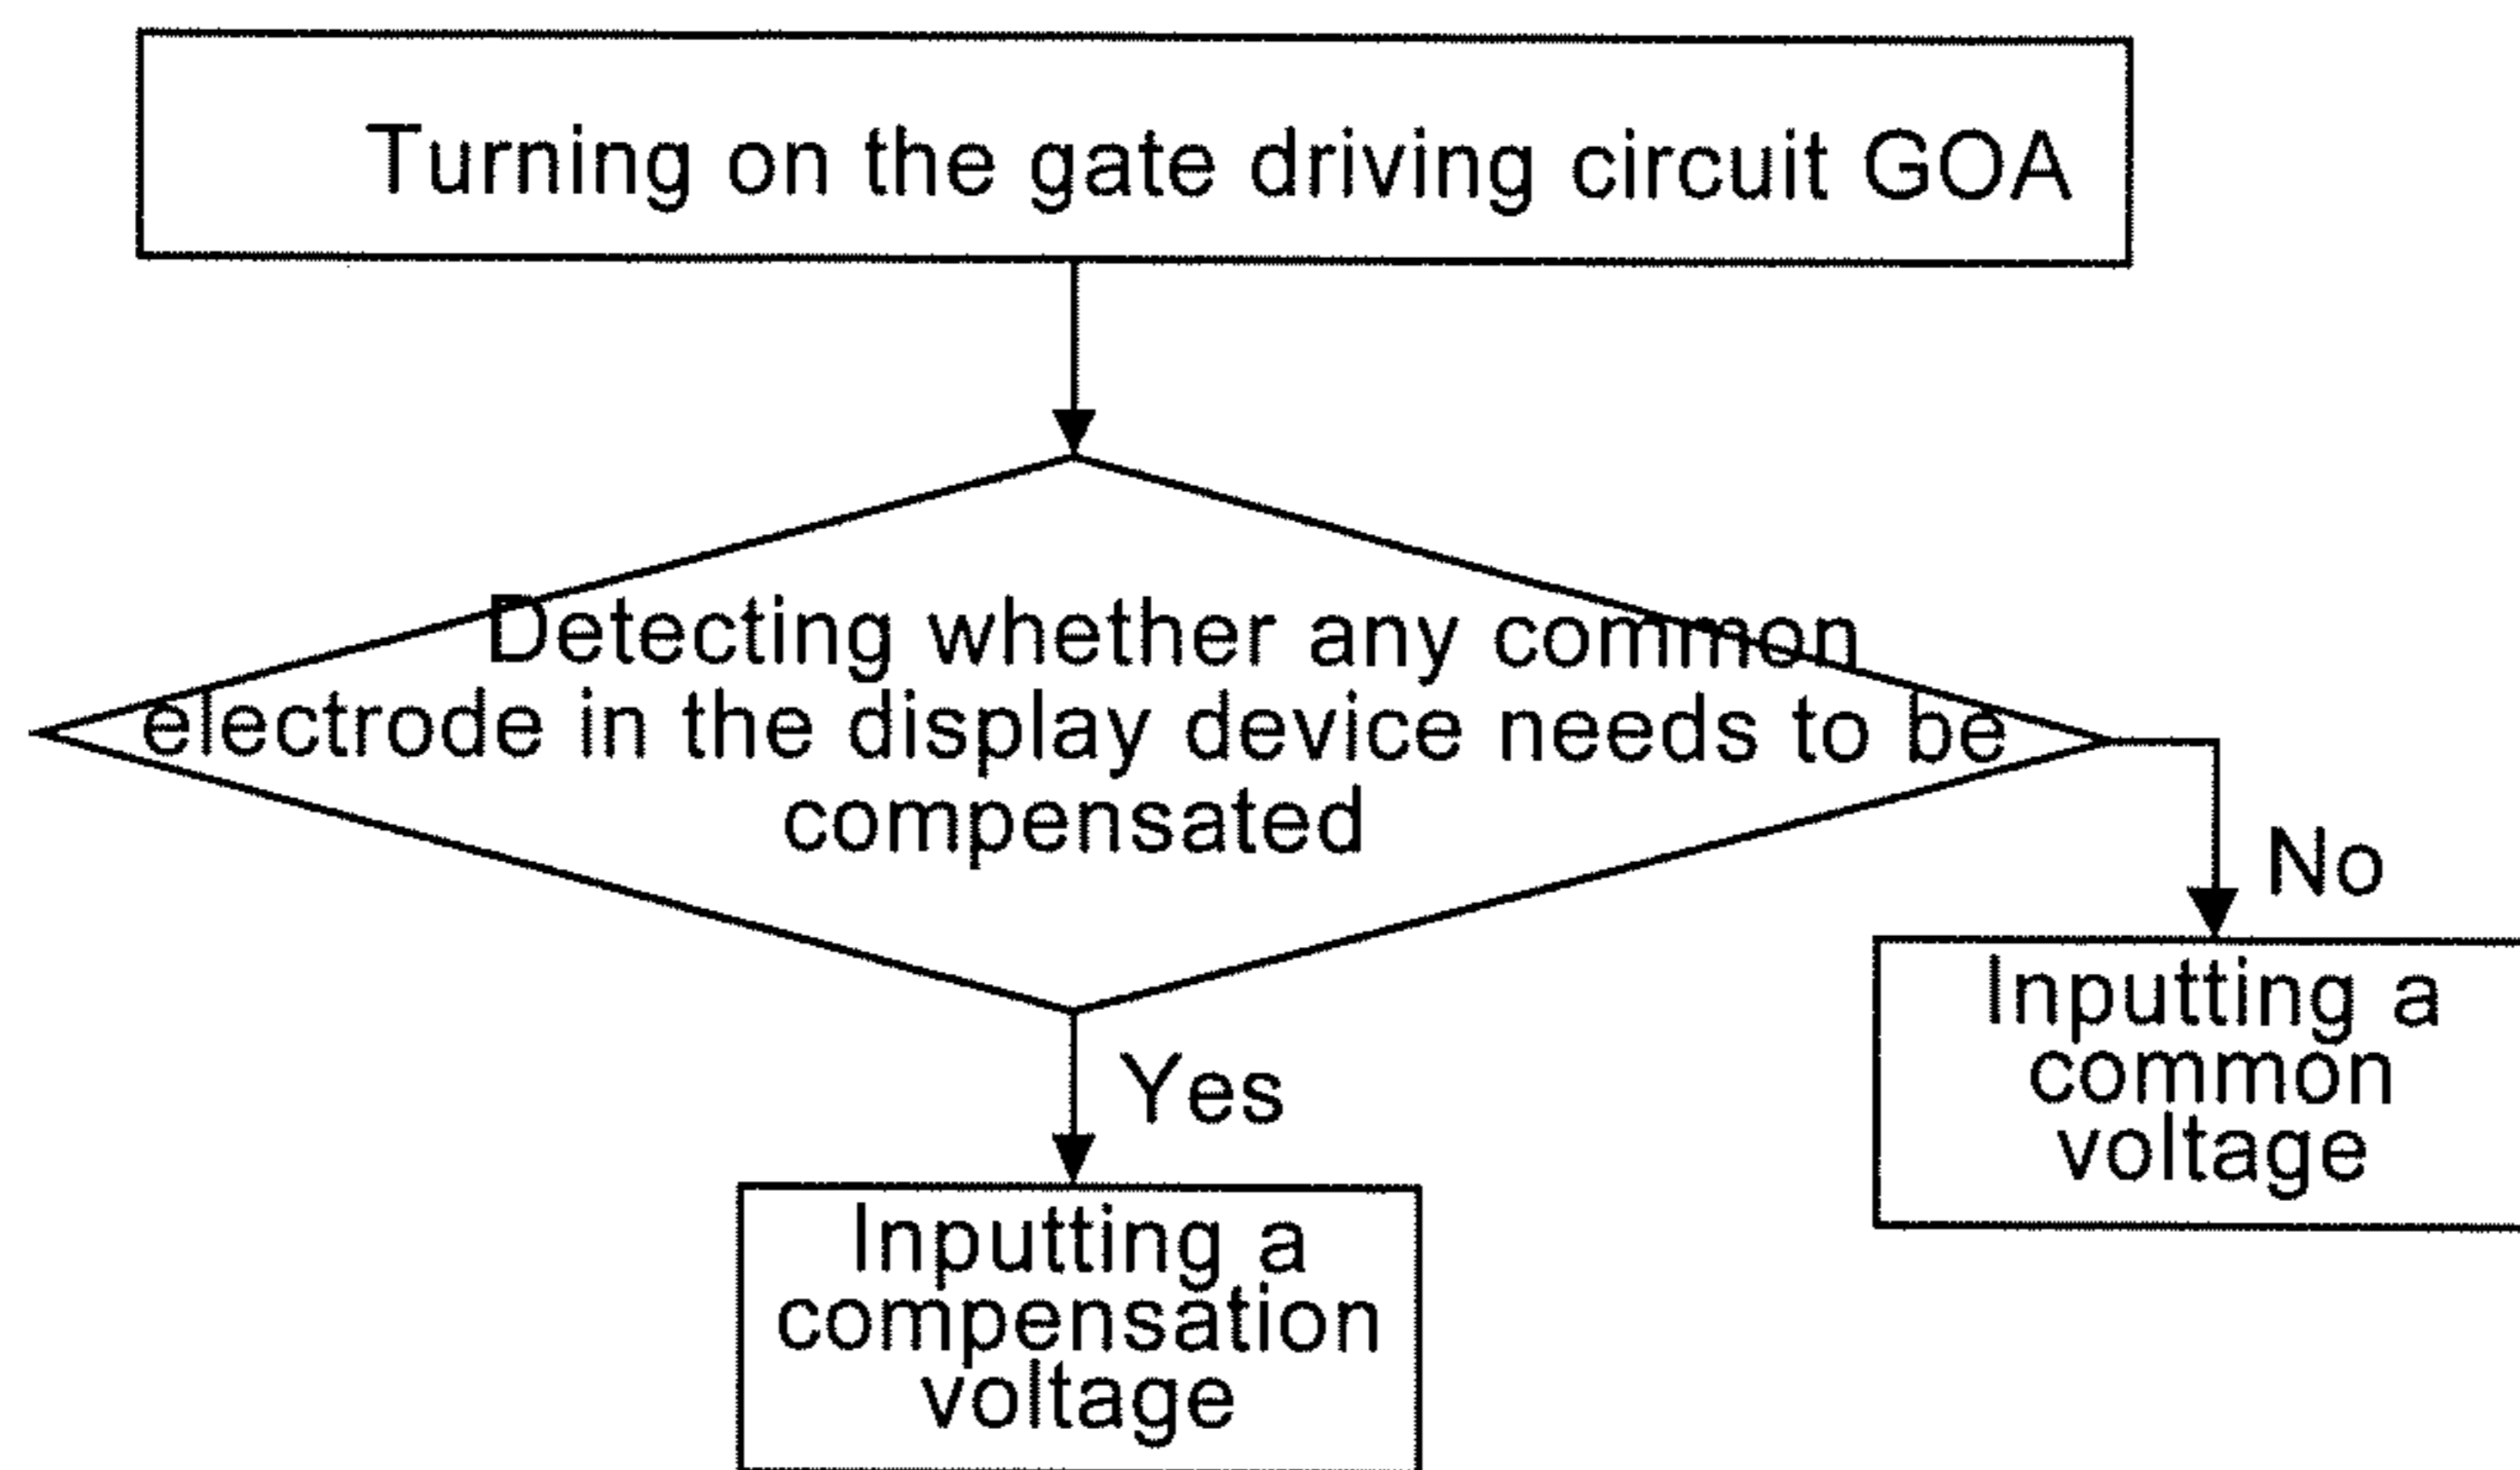 Turning on the gate driving circuit GOA
Detecting whether any common
electrode in the display device needs to be
compensated
No
Inputting a
common
voltage
Yes
Inputting a
compensation
voltage